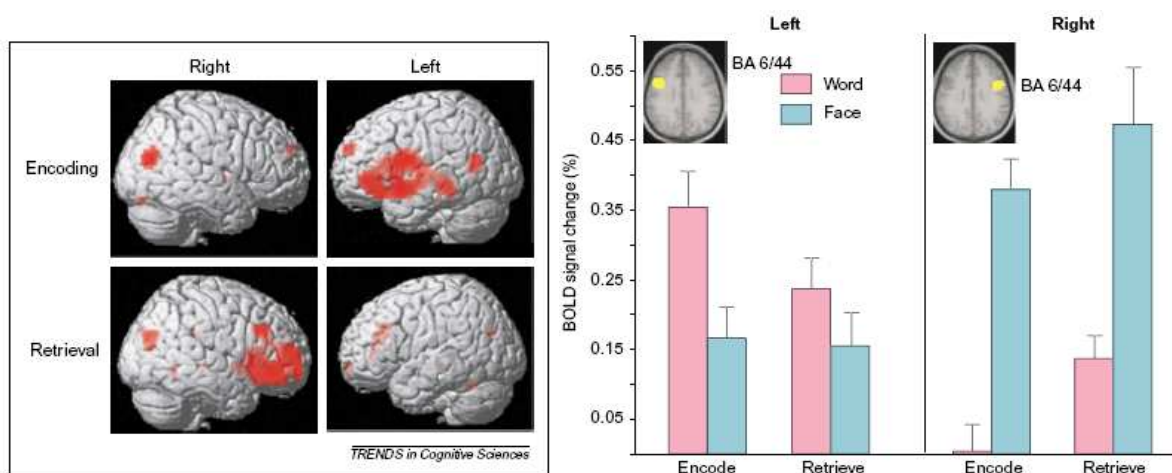 Right Left
Encoding
Retrieval
TRENDS in Cognitive Sciences
Left Right
BOLD signal change (%)
0.55
0.45
0.35
0.25
0.15
0.05
BA 6/44
Word
Face
BA 6/44
Encode Retrieve Encode Retrieve